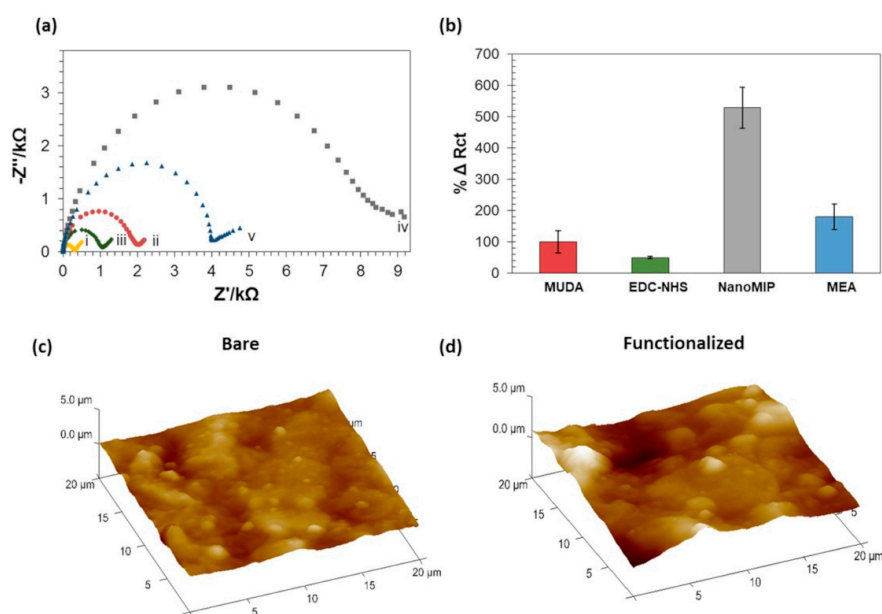 (a)
-Z''/kΩ
3
2
1
0
i
iii
ii
v
iv
0 1 2 3 4 5 6 7 8 9
Z'/kΩ
(b)
% Δ Rct
700
600
500
400
300
200
100
0
MUDA EDC-NHS NanoMIP MEA
(c) Bare
5.0 µm
0.0 µm
20 µm
15
10
5
5
10
15
20 µm
µm
5
(d) Functionalized
5.0 µm
0.0 µm
20 µm
15
10
5
5
10
15
20 µm
5